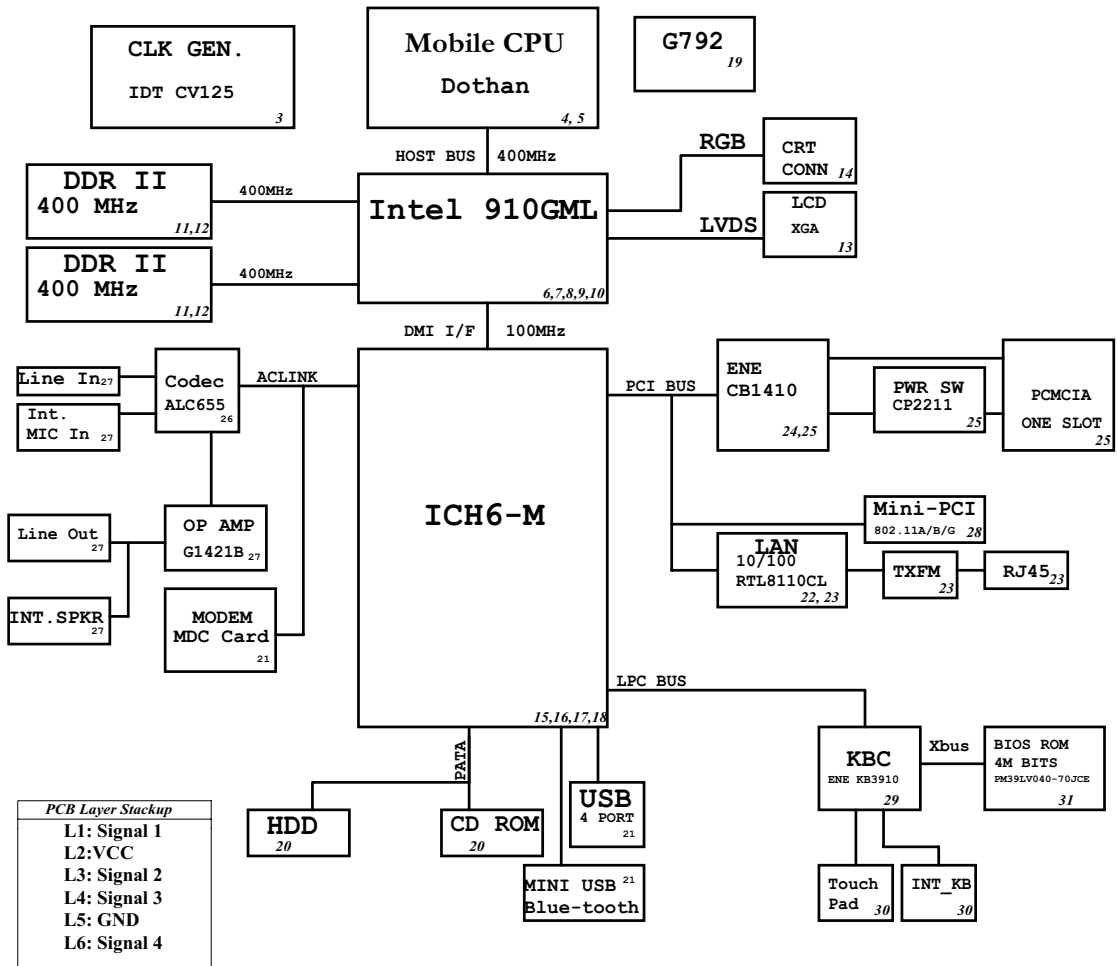 CLK GEN.
IDT CV125
3
Mobile CPU
Dothan
4, 5
G792
19
HOST BUS 400MHz
RGB
CRT
CONN
14
DDR II
400 MHz
11,12
400MHz
Intel 910GML
6,7,8,9,10
LVDS
LCD
XGA
13
DDR II
400 MHz
11,12
400MHz
DMI I/F 100MHz
Line In 27
Int.
MIC In 27
Codec
ALC655
26
ACLINK
ICH6-M
15,16,17,18
PCI BUS
ENE
CB1410
24,25
PWR SW
CP2211
25
PCMCIA
ONE SLOT
25
Line Out
27
OP AMP
G1421B 27
INT.SPKR
27
MODEM
MDC Card
21
Mini-PCI
802.11A/B/G 28
LAN
10/100
RTL8110CL
22, 23
TXFM
23
RJ45 23
LPC BUS
PATA
HDD
20
CD ROM
20
USB
4 PORT
21
MINI USB 21
Blue-tooth
KBC
ENE KB3910
29
Xbus
BIOS ROM
4M BITS
PM39LV040-70JCE
31
Touch
Pad 30
INT_KB
30
PCB Layer Stackup
L1: Signal 1
L2:VCC
L3: Signal 2
L4: Signal 3
L5: GND
L6: Signal 4